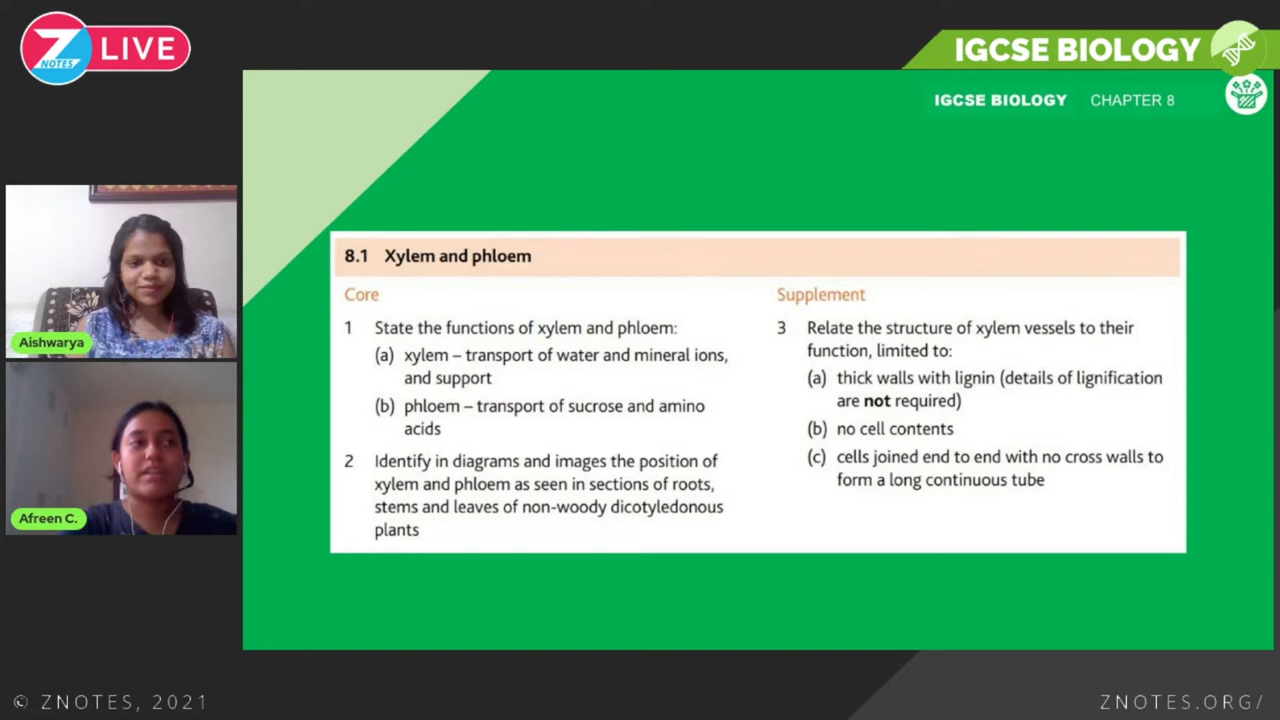 Z
NOTES
LIVE
IGCSE BIOLOGY
IGCSE BIOLOGY CHAPTER 8
8.1 Xylem and phloem
Core
1 State the functions of xylem and phloem:
(a) xylem – transport of water and mineral ions,
and support
(b) phloem – transport of sucrose and amino
acids
2 Identify in diagrams and images the position of
xylem and phloem as seen in sections of roots,
stems and leaves of non-woody dicotyledonous
plants
Supplement
3 Relate the structure of xylem vessels to their
function, limited to:
(a) thick walls with lignin (details of lignification
are not required)
(b) no cell contents
(c) cells joined end to end with no cross walls to
form a long continuous tube
Aishwarya
Afreen C.
© ZNOTES, 2021
ZNOTES.ORG/